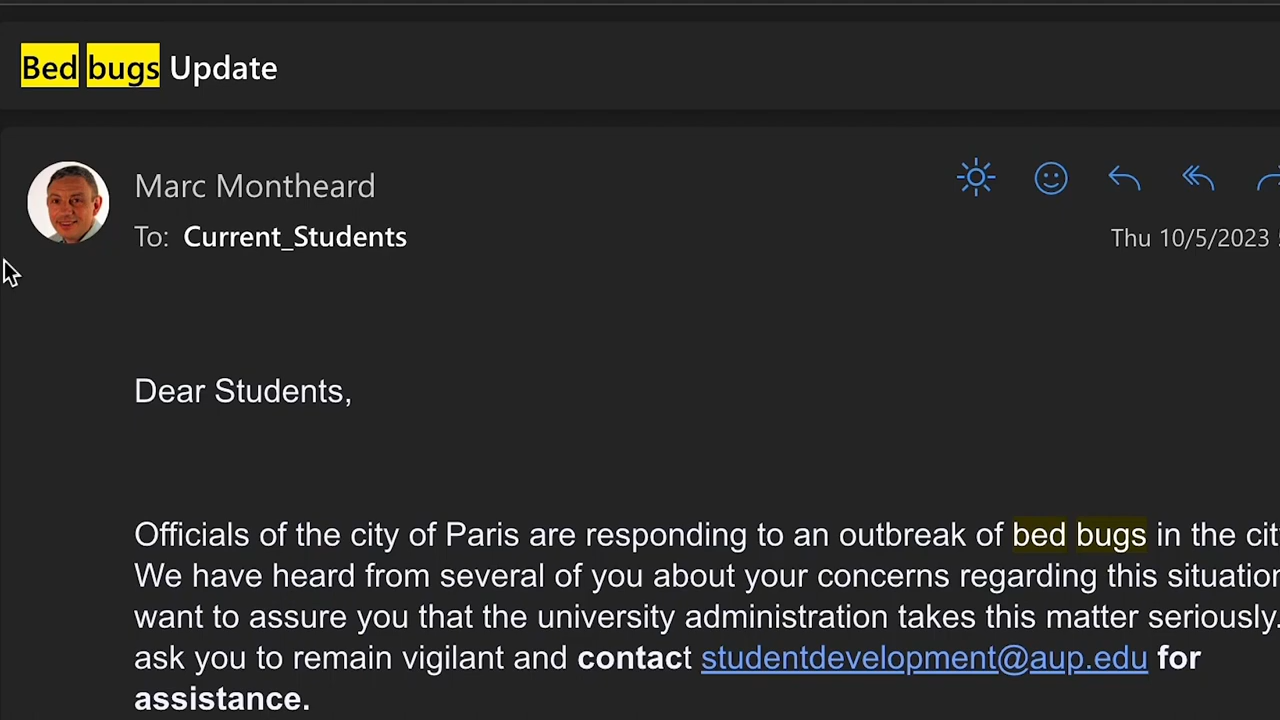 Bed bugs Update
Marc Montheard
To: Current_Students
Thu 10/5/2023
Dear Students,
Officials of the city of Paris are responding to an outbreak of bed bugs in the
We have heard from several of you about your concerns regarding this situation
want to assure you that the university administration takes this matter seriously.
ask you to remain vigilant and contact studentdevelopment@aup.edu for
assistance.